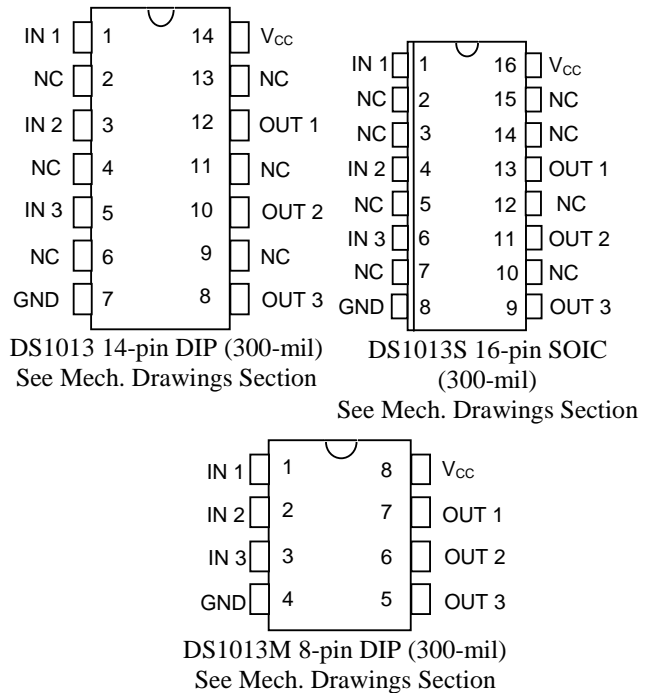 IN 1 1 14 VCC
NC 2 13 NC
IN 2 3 12 OUT 1
NC 4 11 NC
IN 3 5 10 OUT 2
NC 6 9 NC
GND 7 8 OUT 3
DS1013 14-pin DIP (300-mil)
See Mech. Drawings Section
IN 1 1 16 VCC
NC 2 15 NC
NC 3 14 NC
IN 2 4 13 OUT 1
NC 5 12 NC
IN 3 6 11 OUT 2
NC 7 10 NC
GND 8 9 OUT 3
DS1013S 16-pin SOIC
(300-mil)
See Mech. Drawings Section
IN 1 1 8 VCC
IN 2 2 7 OUT 1
IN 3 3 6 OUT 2
GND 4 5 OUT 3
DS1013M 8-pin DIP (300-mil)
See Mech. Drawings Section